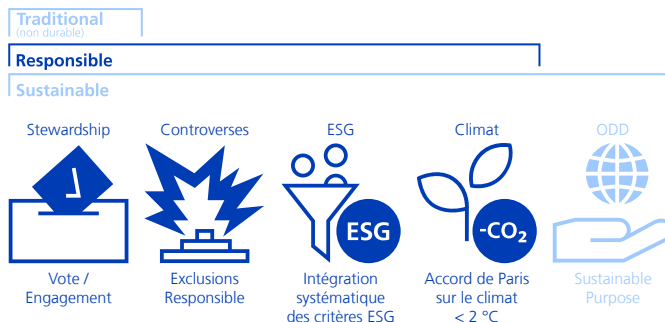 Traditional
(non durable)
Responsible
Sustainable
Stewardship
Controverses
ESG
Climat
ODD
ESG
-CO₂
Vote /
Engagement
Exclusions
Responsible
Intégration
systématique
des critères ESG
Accord de Paris
sur le climat
< 2 °C
Sustainable
Purpose